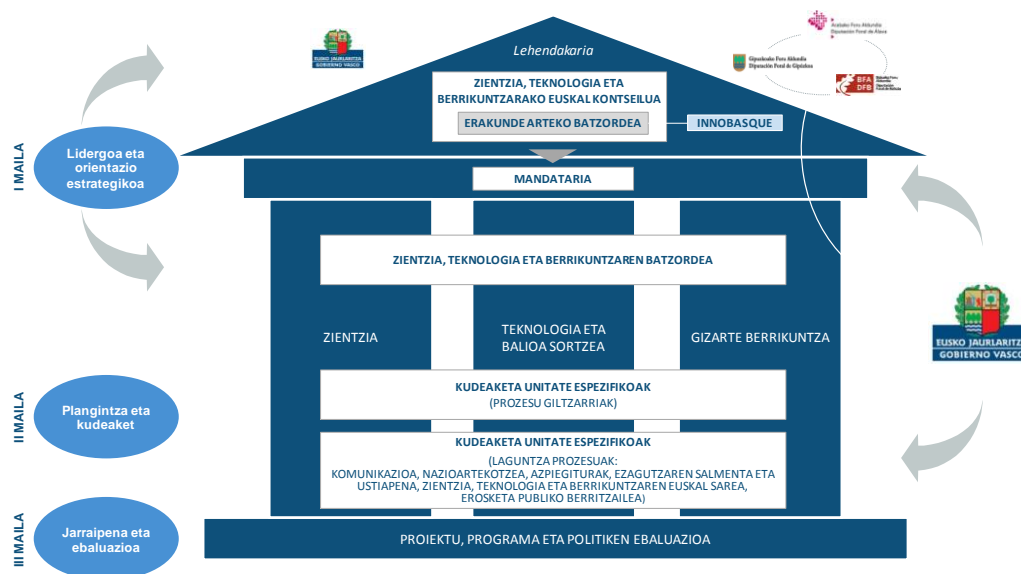 EUSKO JAURLARITZA
GOBIERNO VASCO
Lehendakaria
Arabako Foru Aldundia
Diputación Foral de Álava
Gipuzkoako Foru Aldundia
Diputación Foral de Gipuzkoa
BFA
DFB
ZIENTZIA, TEKNOLOGIA ETA
BERRIKUNTZARAKO EUSKAL KONTSEILUA
ERAKUNDE ARTEKO BATZORDEA
INNOBASQUE
I MAILA
Lidergoa eta
orientazio
estrategikoa
MANDATARIA
ZIENTZIA, TEKNOLOGIA ETA BERRIKUNTZAREN BATZORDEA
ZIENTZIA
TEKNOLOGIA ETA
BALIOA SORTZEA
GIZARTE BERRIKUNTZA
EUSKO JAURLARITZ
GOBIERNO VASCO
II MAILA
Plangintza eta
kudeaket
KUDEAKETA UNITATE ESPEZIFIKOAK
(PROZESU GILTZARRIAK)
KUDEAKETA UNITATE ESPEZIFIKOAK
(LAGUNTZA PROZESUAK:
KOMUNIKAZIOA, NAZIOARTEKOTZEA, AZPIEGITURAK, EZAGUTZAREN SALMENTA ETA
USTIAPENA, ZIENTZIA, TEKNOLOGIA ETA BERRIKUNTZAREN EUSKAL SAREA,
EROSKETA PUBLIKO BERRITZAILEA)
III MAILA
Jarraipena eta
ebaluazioa
PROIEKTU, PROGRAMA ETA POLITIKEN EBALUAZIOA